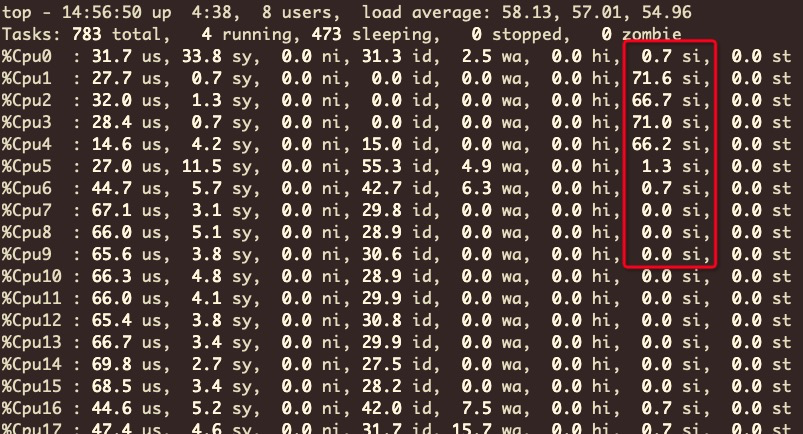 top - 14:56:50 up  4:38,  8 users,  load average: 58.13, 57.01, 54.96
Tasks: 783 total,   4 running, 473 sleeping,   0 stopped,   0 zombie
%Cpu0  : 31.7 us, 33.8 sy,  0.0 ni, 31.3 id,  2.5 wa,  0.0 hi,  0.7 si,  0.0 st
%Cpu1  : 27.7 us,  0.7 sy,  0.0 ni,  0.0 id,  0.0 wa,  0.0 hi, 71.6 si,  0.0 st
%Cpu2  : 32.0 us,  1.3 sy,  0.0 ni,  0.0 id,  0.0 wa,  0.0 hi, 66.7 si,  0.0 st
%Cpu3  : 28.4 us,  0.7 sy,  0.0 ni,  0.0 id,  0.0 wa,  0.0 hi, 71.0 si,  0.0 st
%Cpu4  : 14.6 us,  4.2 sy,  0.0 ni, 15.0 id,  0.0 wa,  0.0 hi, 66.2 si,  0.0 st
%Cpu5  : 27.0 us, 11.5 sy,  0.0 ni, 55.3 id,  4.9 wa,  0.0 hi,  1.3 si,  0.0 st
%Cpu6  : 44.7 us,  5.7 sy,  0.0 ni, 42.7 id,  6.3 wa,  0.0 hi,  0.7 si,  0.0 st
%Cpu7  : 67.1 us,  3.1 sy,  0.0 ni, 29.8 id,  0.0 wa,  0.0 hi,  0.0 si,  0.0 st
%Cpu8  : 66.0 us,  5.1 sy,  0.0 ni, 28.9 id,  0.0 wa,  0.0 hi,  0.0 si,  0.0 st
%Cpu9  : 65.6 us,  3.8 sy,  0.0 ni, 30.6 id,  0.0 wa,  0.0 hi,  0.0 si,  0.0 st
%Cpu10 : 66.3 us,  4.8 sy,  0.0 ni, 28.9 id,  0.0 wa,  0.0 hi,  0.0 si,  0.0 st
%Cpu11 : 66.0 us,  4.1 sy,  0.0 ni, 29.9 id,  0.0 wa,  0.0 hi,  0.0 si,  0.0 st
%Cpu12 : 65.4 us,  3.8 sy,  0.0 ni, 30.8 id,  0.0 wa,  0.0 hi,  0.0 si,  0.0 st
%Cpu13 : 66.7 us,  3.4 sy,  0.0 ni, 29.9 id,  0.0 wa,  0.0 hi,  0.0 si,  0.0 st
%Cpu14 : 69.8 us,  2.7 sy,  0.0 ni, 27.5 id,  0.0 wa,  0.0 hi,  0.0 si,  0.0 st
%Cpu15 : 68.5 us,  3.4 sy,  0.0 ni, 28.2 id,  0.0 wa,  0.0 hi,  0.0 si,  0.0 st
%Cpu16 : 44.6 us,  5.2 sy,  0.0 ni, 42.0 id,  7.5 wa,  0.0 hi,  0.7 si,  0.0 st
%Cpu17 : 47.4 us,  4.6 sy,  0.0 ni, 31.7 id, 15.7 wa,  0.0 hi,  0.7 si,  0.0 st